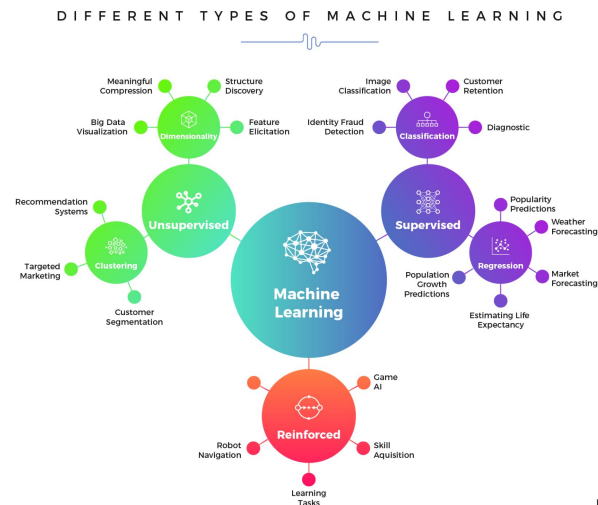 DIFFERENT TYPES OF MACHINE LEARNING
Meaningful
Compression
Structure
Discovery
Big Data
Visualization
Dimensionality
Feature
Elicitation
Recommendation
Systems
Unsupervised
Clustering
Targeted
Marketing
Customer
Segmentation
Image
Classification
Customer
Retention
Identity Fraud
Detection
Classification
Diagnostic
Supervised
Popularity
Predictions
Weather
Forecasting
Regression
Population
Growth
Predictions
Market
Forecasting
Estimating Life
Expectancy
Machine
Learning
Game
AI
Reinforced
Robot
Navigation
Skill
Aquisition
Learning
Tasks